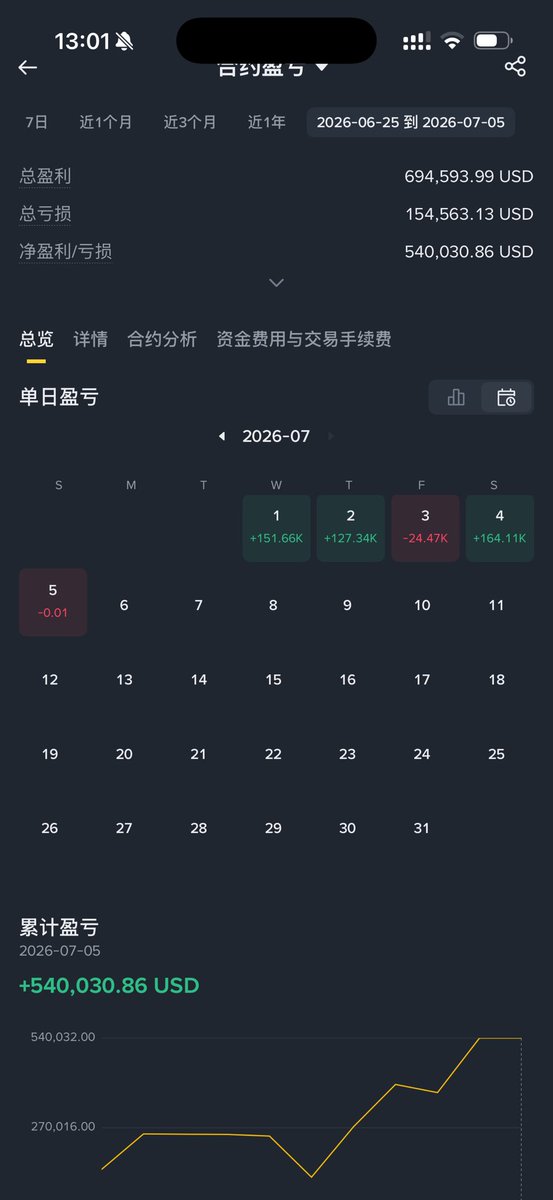 13:01
合约盈亏
7日 近1个月 近3个月 近1年 2026-06-25 到 2026-07-05
总盈利 694,593.99 USD
总亏损 154,563.13 USD
净盈利/亏损 540,030.86 USD
总览 详情 合约分析 资金费用与交易手续费
单日盈亏
2026-07
S M T W T F S
1 2 3 4
+151.66K +127.34K -24.47K +164.11K
5 6 7 8 9 10 11
-0.01
12 13 14 15 16 17 18
19 20 21 22 23 24 25
26 27 28 29 30 31
累计盈亏
2026-07-05
+540,030.86 USD
540,032.00
270,016.00